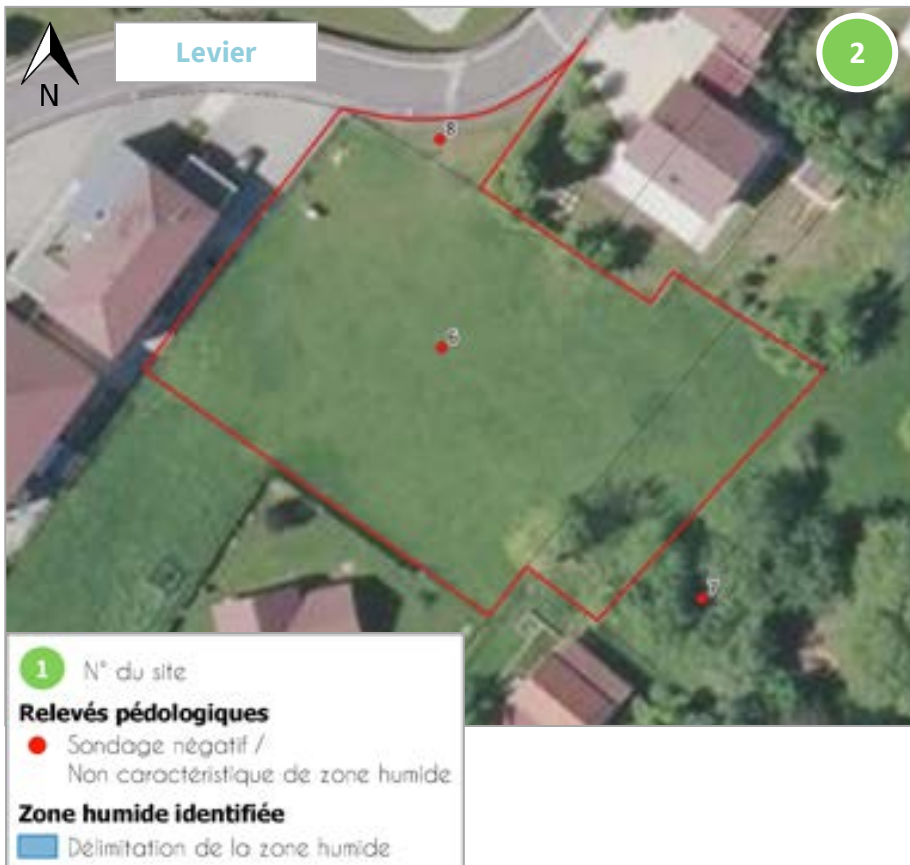 Levier
2
N
8
6
7
1 N° du site
Relevés pédologiques
Sondage négatif /
Non caractéristique de zone humide
Zone humide identifiée
Délimitation de la zone humide